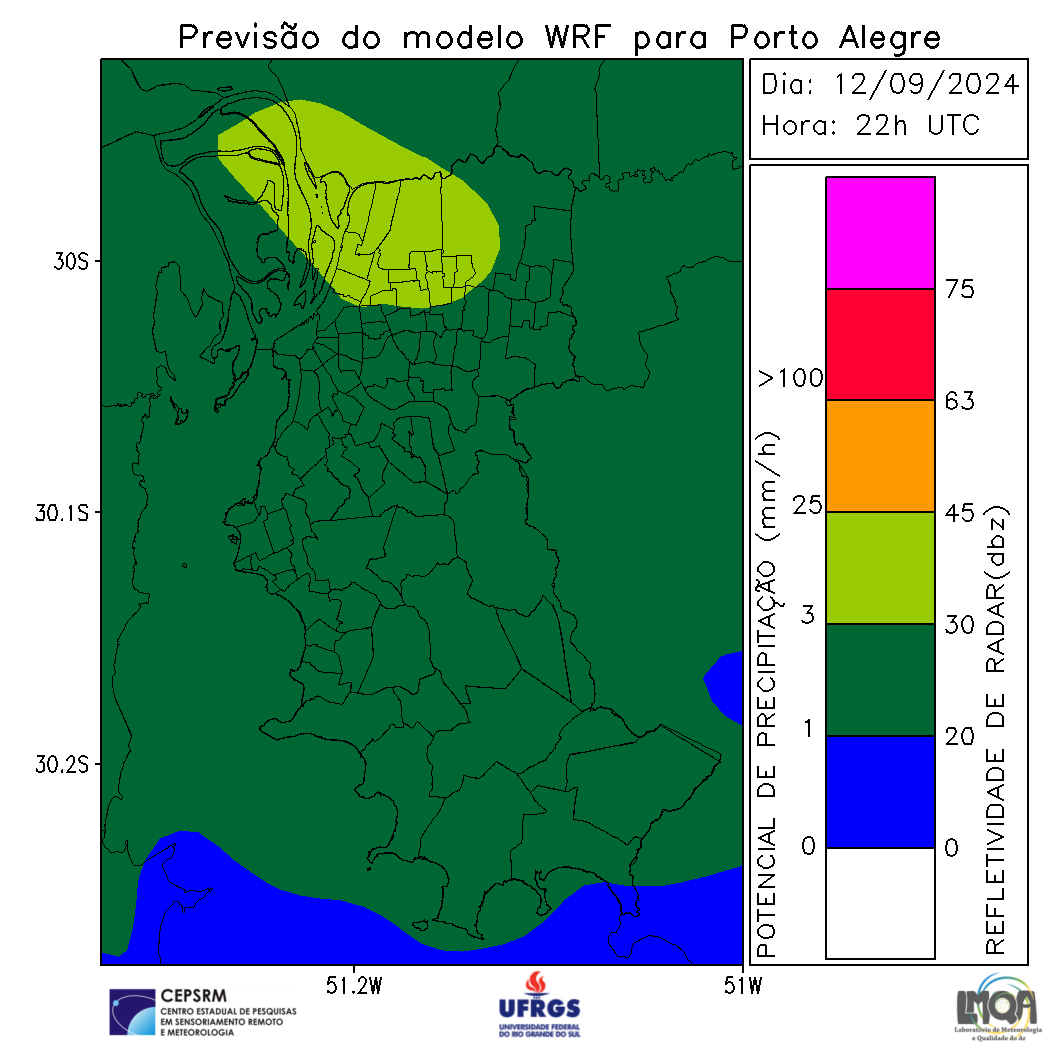 Previsão do modelo WRF para Porto Alegre
Dia: 12/09/2024
Hora: 22h UTC
30S
30.1S
30.2S
51.2W
51W
POTENCIAL DE PRECIPITAÇÃO (mm/h)
>100
25
3
1
0
75
63
45
30
20
0
REFLETIVIDADE DE RADAR(dbz)
CEPSRM
CENTRO ESTADUAL DE PESQUISAS
EM SENSORIAMENTO REMOTO
E METEOROLOGIA
UFRGS
UNIVERSIDADE FEDERAL
DO RIO GRANDE DO SUL
LMQA
Laboratório de Meteorologia
e Qualidade do Ar